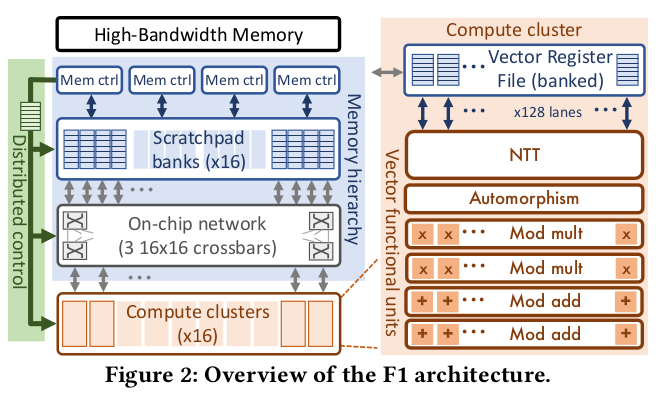 High-Bandwidth Memory
Mem ctrl
Mem ctrl
Mem ctrl
Mem ctrl
Scratchpad
banks (x16)
On-chip network
(3 16x16 crossbars)
Compute clusters
(x16)
Distributed control
Memory hierarchy
Compute cluster
Vector Register
File (banked)
x128 lanes
NTT
Automorphism
x x Mod mult x
x x Mod mult x
+ + Mod add +
+ + Mod add +
Vector functional units
Figure 2: Overview of the F1 architecture.